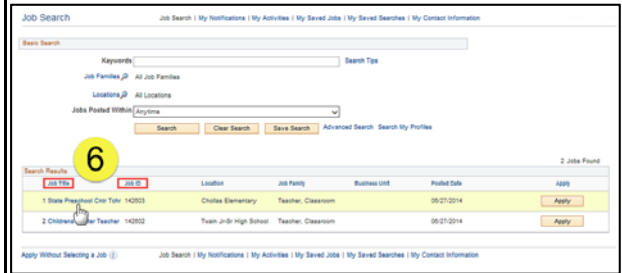 Job Search
Job Search | My Notifications | My Activities | My Saved Jobs | My Saved Searches | My Contact Information
Basic Search
Keywords Search Tips
Job Families All Job Families
Locations All Locations
Jobs Posted Within Anytime
Search Clear Search Save Search Advanced Search Search My Profiles
6
2 Jobs Found
Search Results
Job Title Job ID Location Job Family Business Unit Posted Date Apply
1 State Preschool Cntr Tchr 142603 Chollas Elementary Teacher, Classroom 05/27/2014 Apply
2 Childrens Teacher 142602 Twain Jr-Sr High School Teacher, Classroom 05/27/2014 Apply
Apply Without Selecting a Job Job Search | My Notifications | My Activities | My Saved Jobs | My Saved Searches | My Contact Information